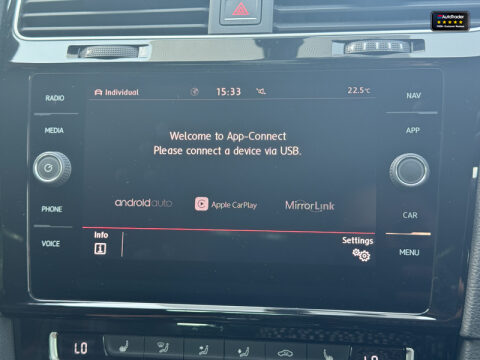 AutoTrader
RADIO
MEDIA
PHONE
VOICE
Individual
15:33
22.5°C
Welcome to App-Connect
Please connect a device via USB.
androidauto
Apple CarPlay
MirrorLink
Info
Settings
NAV
APP
CAR
MENU
LO
LO